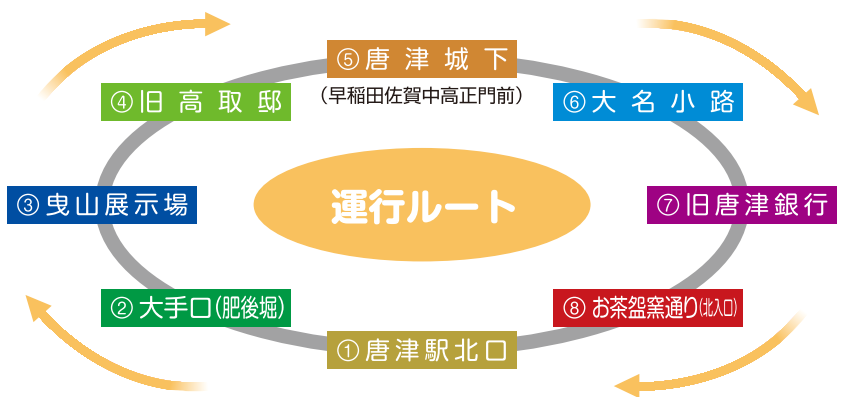 ⑤唐津城下
(早稲田佐賀中高正門前)
④旧高取邸
⑥大名小路
③曳山展示場
運行ルート
⑦旧唐津銀行
②大手口(肥後堀)
⑧お茶盌窯通り(北入口)
①唐津駅北口